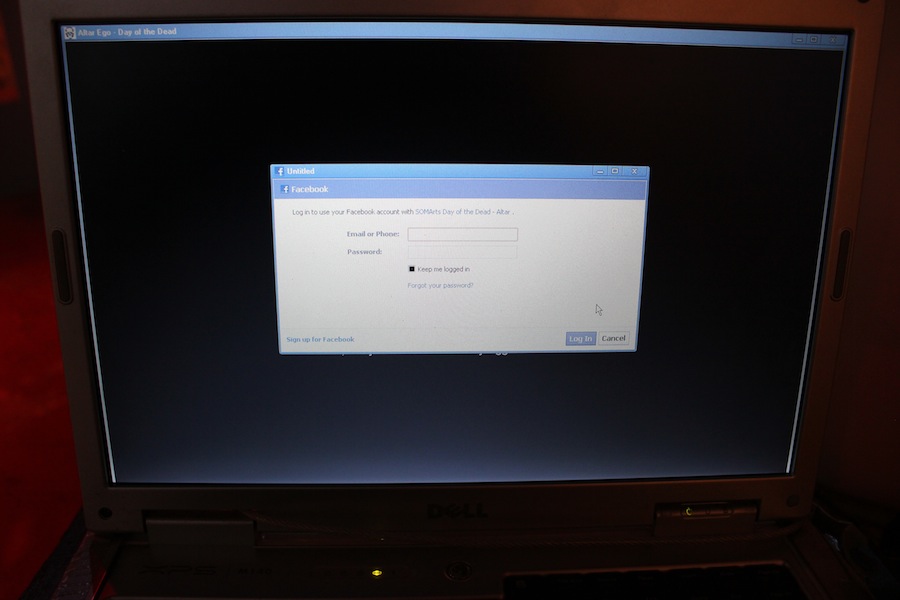 Altar Ego - Day of the Dead
Untitled
Facebook
Log in to use your Facebook account with SOMArts Day of the Dead - Altar .
Email or Phone:
Password:
Keep me logged in
Forgot your password?
Sign up for Facebook
Log In
Cancel
DELL